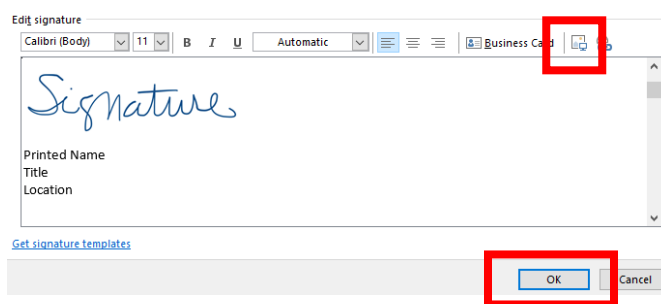 Edit signature
Calibri (Body) 11 B I U Automatic Business Card
Signature
Printed Name
Title
Location
Get signature templates
OK Cancel